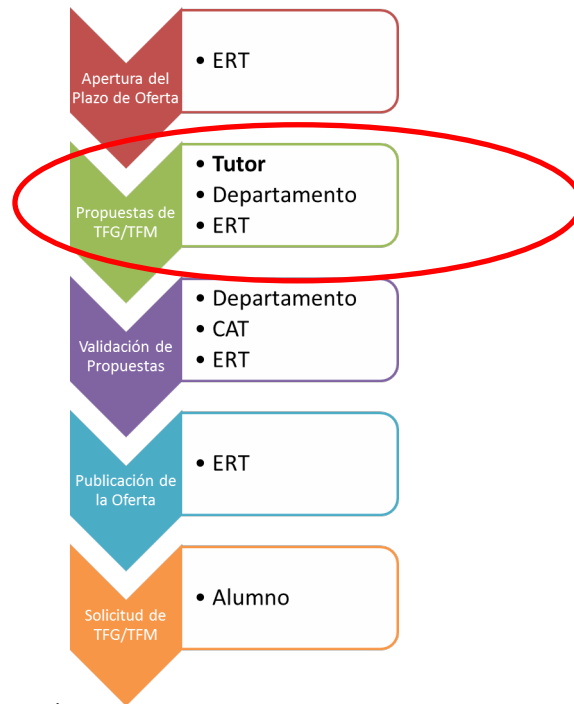 Apertura del
Plazo de Oferta
• ERT
Propuestas de
TFG/TFM
• Tutor
• Departamento
• ERT
Validación de
Propuestas
• Departamento
• CAT
• ERT
Publicación de
la Oferta
• ERT
Solicitud de
TFG/TFM
• Alumno